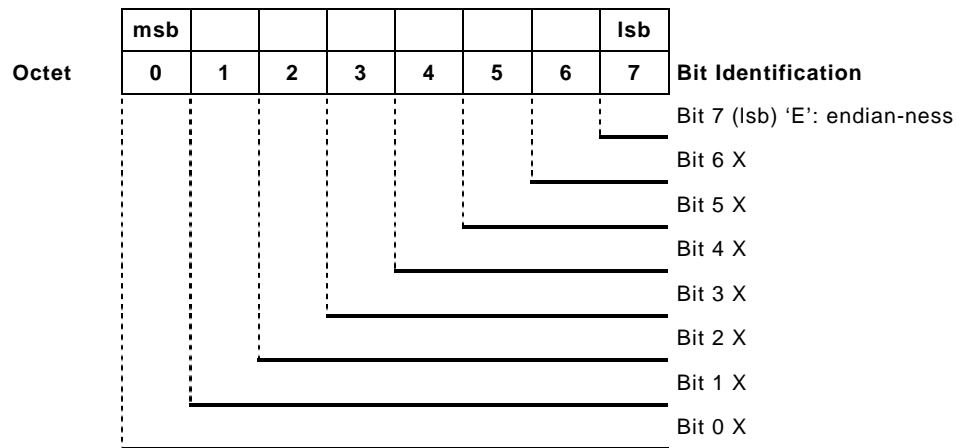 msb lsb
Octet 0 1 2 3 4 5 6 7 Bit Identification
Bit 7 (lsb) ‘E’: endian-ness
Bit 6 X
Bit 5 X
Bit 4 X
Bit 3 X
Bit 2 X
Bit 1 X
Bit 0 X